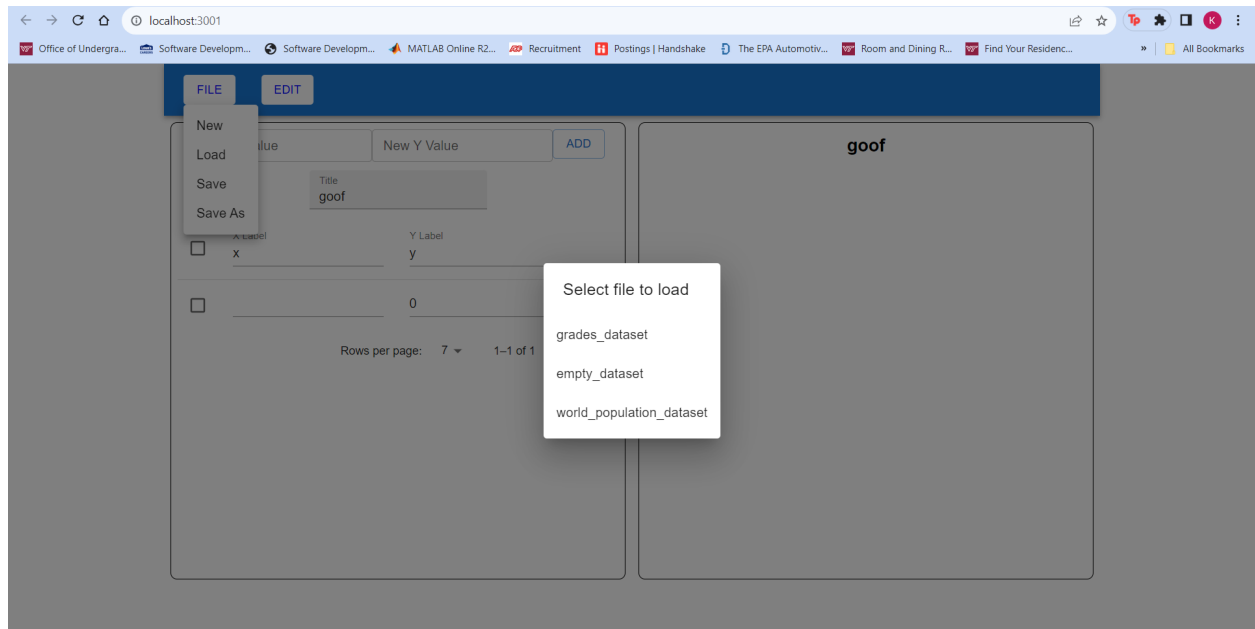 localhost:3001
Tp
K
Office of Undergra...
Software Developm...
Software Developm...
MATLAB Online R2...
Recruitment
Postings | Handshake
The EPA Automotiv...
Room and Dining R...
Find Your Residenc...
»
All Bookmarks
FILE
EDIT
New
Load
Save
Save As
New Y Value
ADD
Title
goof
X Label
x
Y Label
y
0
Rows per page: 7
1–1 of 1
goof
Select file to load
grades_dataset
empty_dataset
world_population_dataset